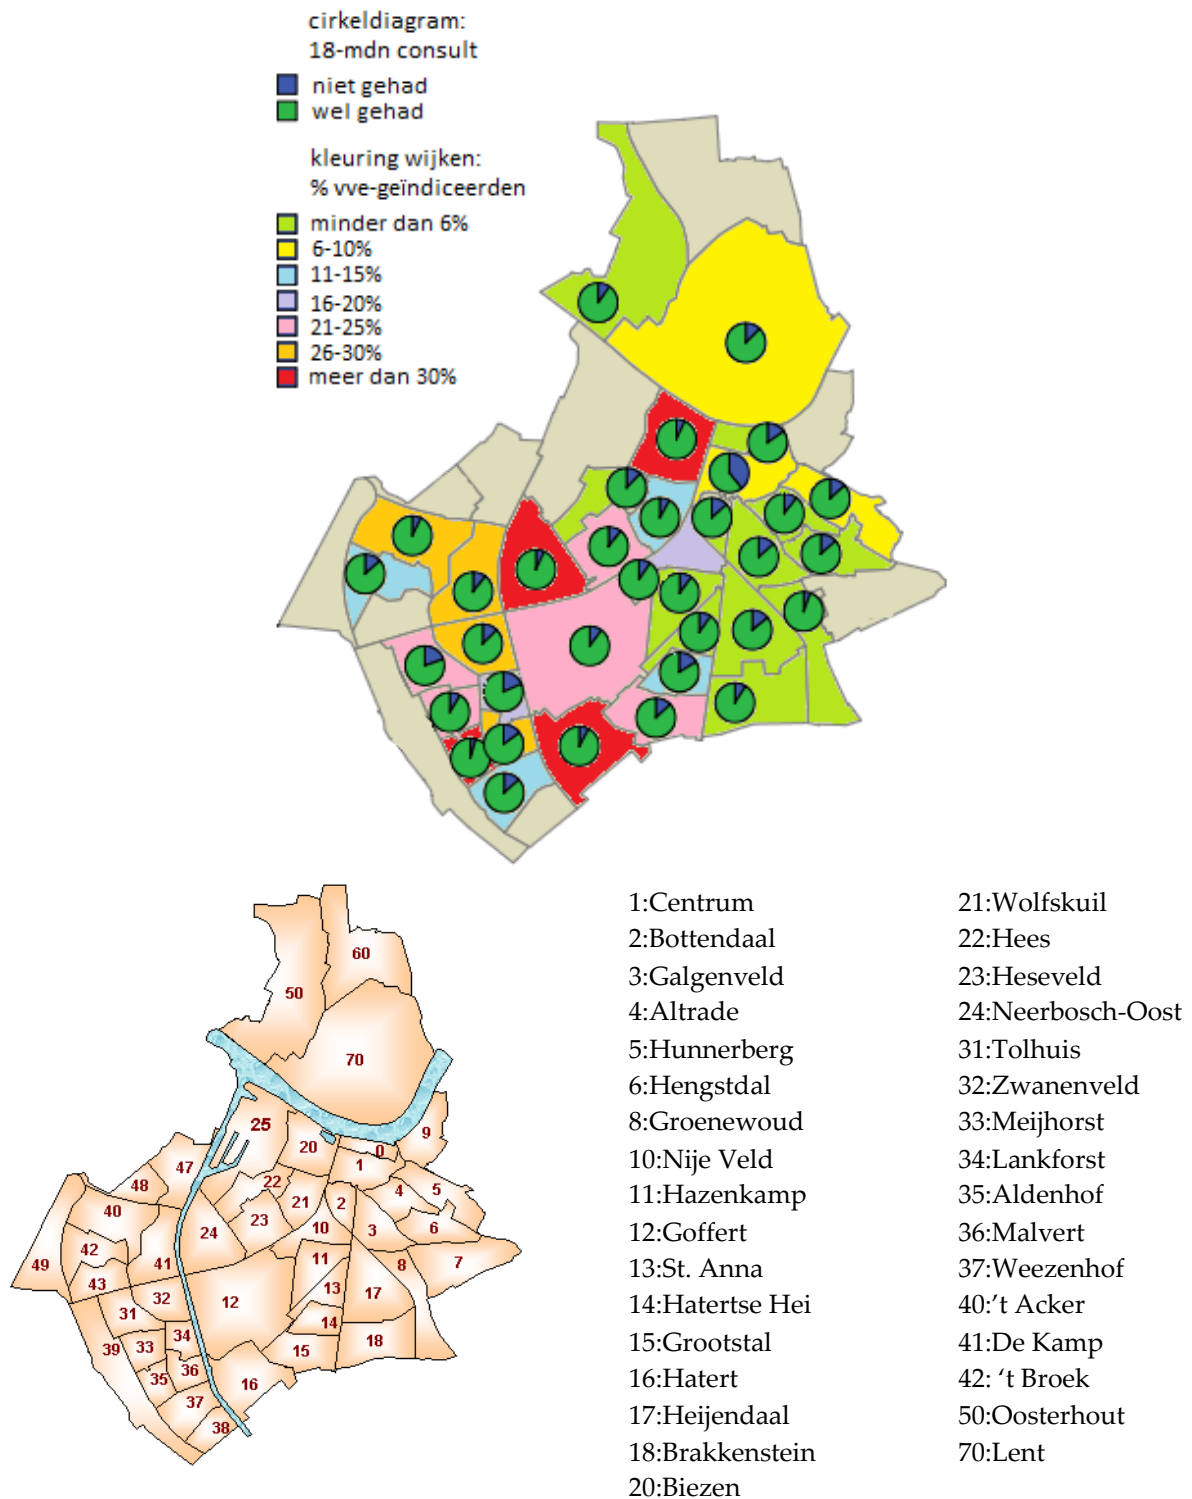 cirkeldiagram:
18-mdn consult
niet gehad
wel gehad
kleuring wijken:
% vve-geïndiceerden
minder dan 6%
6-10%
11-15%
16-20%
21-25%
26-30%
meer dan 30%
60
50
70
25
9
20
0
1
47
22
48
21
2
4
5
40
23
10
3
6
24
42
11
8
7
49
41
43
13
17
32
12
31
14
34
18
39
33
15
36
35
16
37
38
1:Centrum
2:Bottendaal
3:Galgenveld
4:Altrade
5:Hunnerberg
6:Hengstdal
8:Groenewoud
10:Nije Veld
11:Hazenkamp
12:Goffert
13:St. Anna
14:Hatertse Hei
15:Grootstal
16:Hatert
17:Heijendaal
18:Brakkenstein
20:Biezen
21:Wolfskuil
22:Hees
23:Heseveld
24:Neerbosch-Oost
31:Tolhuis
32:Zwanenveld
33:Meijhorst
34:Lankforst
35:Aldenhof
36:Malvert
37:Weezenhof
40:’t Acker
41:De Kamp
42: ‘t Broek
50:Oosterhout
70:Lent